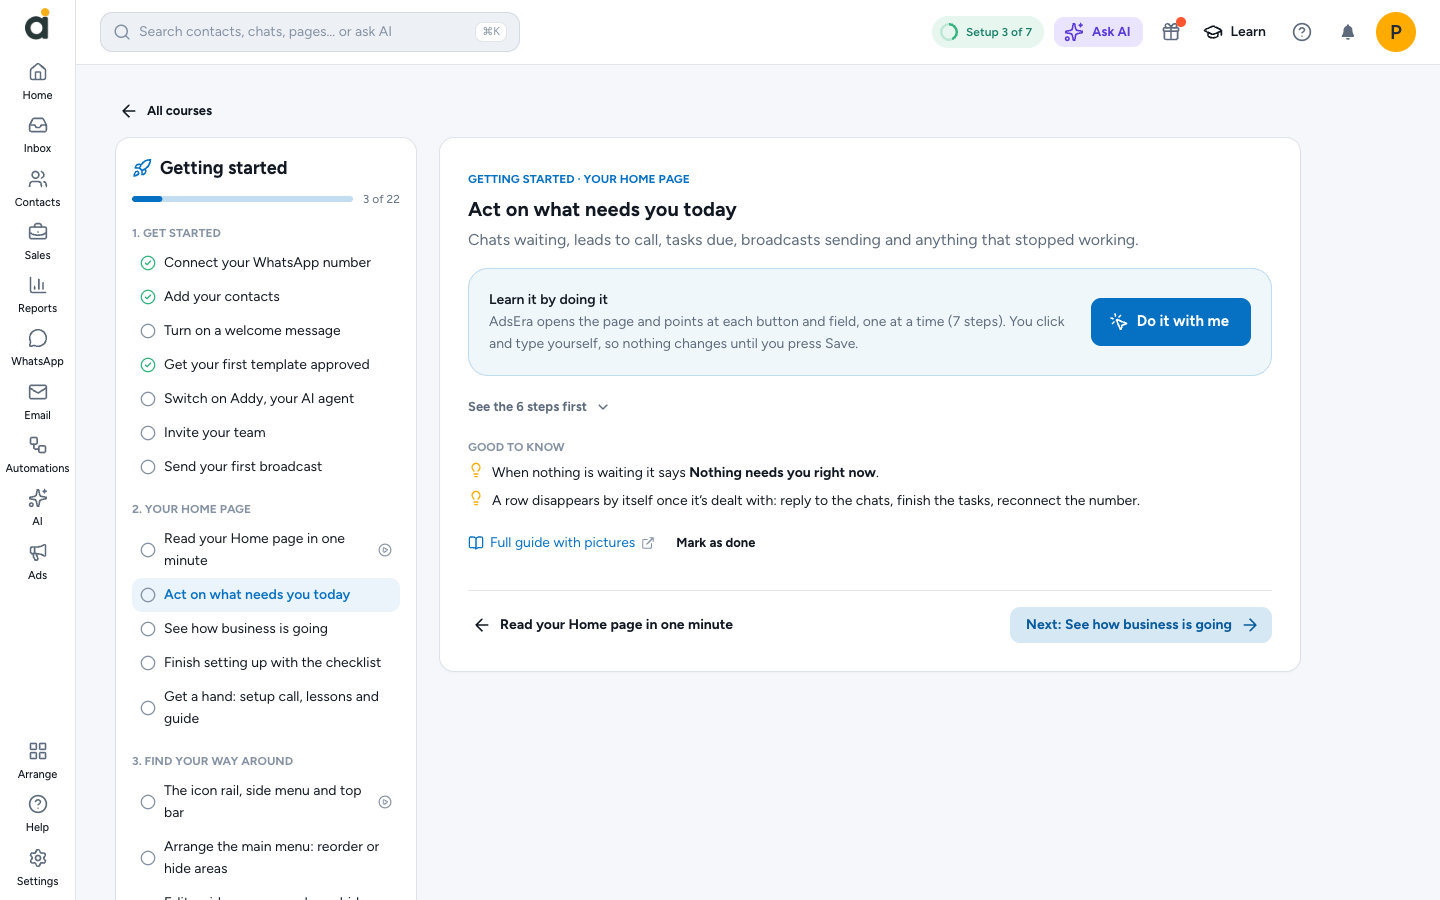 Search contacts, chats, pages... or ask AI
⌘K
Setup 3 of 7
Ask AI
Learn
P
Home
Inbox
Contacts
Sales
Reports
WhatsApp
Email
Automations
AI
Ads
Arrange
Help
Settings
All courses
Getting started
3 of 22
1. GET STARTED
Connect your WhatsApp number
Add your contacts
Turn on a welcome message
Get your first template approved
Switch on Addy, your AI agent
Invite your team
Send your first broadcast
2. YOUR HOME PAGE
Read your Home page in one
minute
Act on what needs you today
See how business is going
Finish setting up with the checklist
Get a hand: setup call, lessons and
guide
3. FIND YOUR WAY AROUND
The icon rail, side menu and top
bar
Arrange the main menu: reorder or
hide areas
GETTING STARTED · YOUR HOME PAGE
Act on what needs you today
Chats waiting, leads to call, tasks due, broadcasts sending and anything that stopped working.
Learn it by doing it
AdsEra opens the page and points at each button and field, one at a time (7 steps). You click
and type yourself, so nothing changes until you press Save.
Do it with me
See the 6 steps first
GOOD TO KNOW
When nothing is waiting it says Nothing needs you right now.
A row disappears by itself once it's dealt with: reply to the chats, finish the tasks, reconnect the number.
Full guide with pictures
Mark as done
Read your Home page in one minute
Next: See how business is going